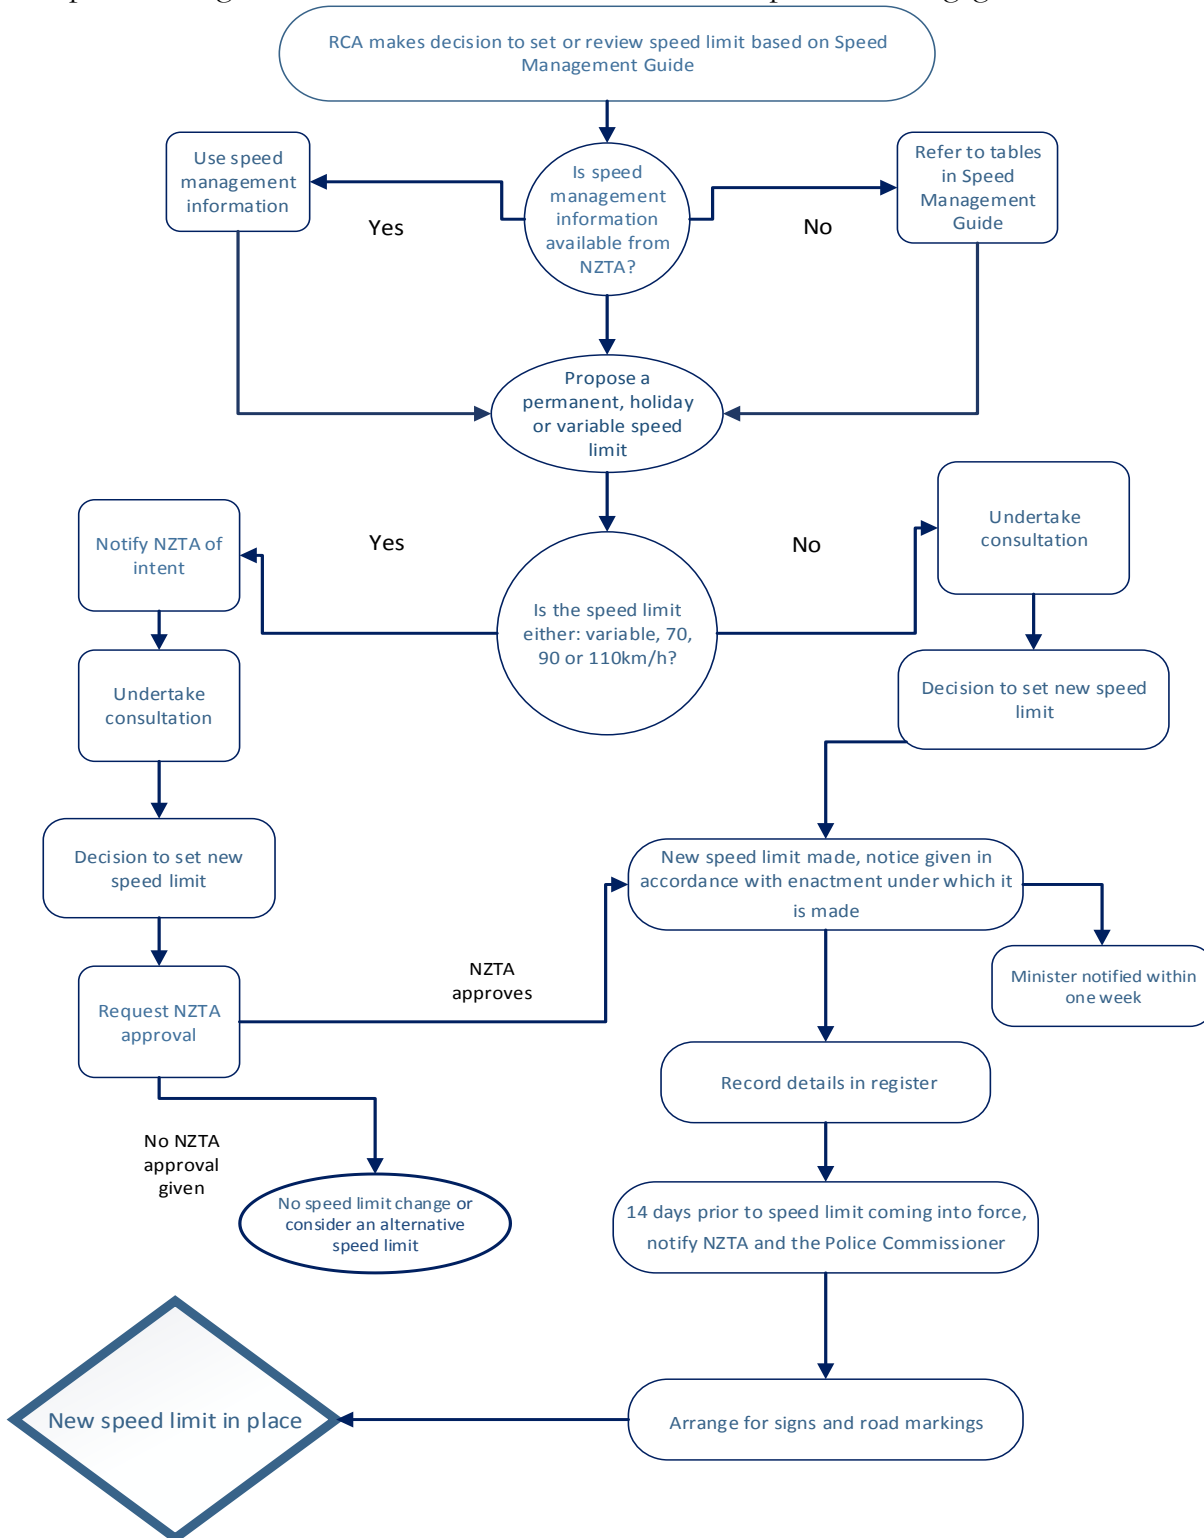 RCA makes decision to set or review speed limit based on Speed
Management Guide
Use speed
management
information
Is speed
management
information
available from
NZTA?
Refer to tables
in Speed
Management
Guide
Yes
No
Propose a
permanent, holiday
or variable speed
limit
Notify NZTA of
intent
Yes
No
Undertake
consultation
Is the speed limit
either: variable, 70,
90 or 110km/h?
Undertake
consultation
Decision to set new speed
limit
Decision to set new
speed limit
New speed limit made, notice given in
accordance with enactment under which it
is made
NZTA
approves
Minister notified within
one week
Request NZTA
approval
Record details in register
No NZTA
approval
given
No speed limit change or
consider an alternative
speed limit
14 days prior to speed limit coming into force,
notify NZTA and the Police Commissioner
New speed limit in place
Arrange for signs and road markings